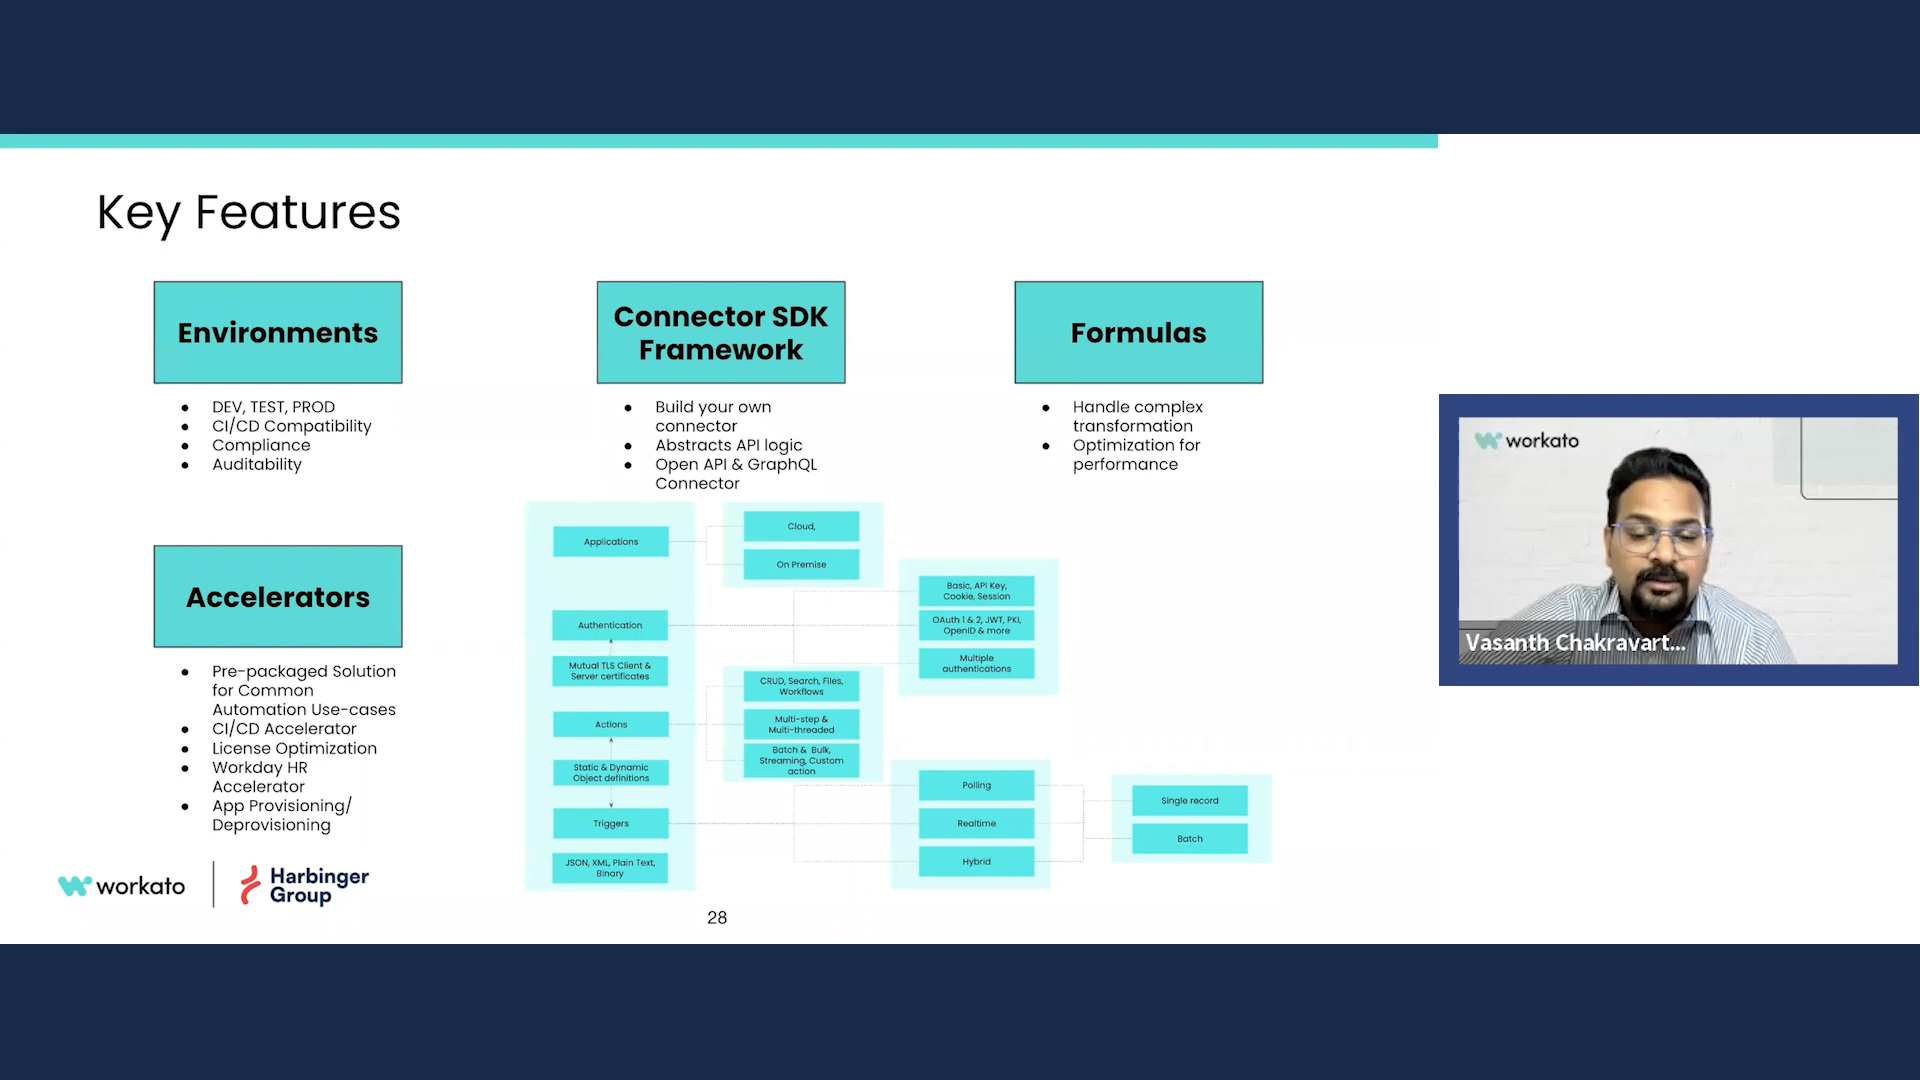 Key Features
Environments
DEV, TEST, PROD
CI/CD Compatibility
Compliance
Auditability
Connector SDK
Framework
Build your own
connector
Abstracts API logic
Open API & GraphQL
Connector
Formulas
Handle complex
transformation
Optimization for
performance
Accelerators
Pre-packaged Solution
for Common
Automation Use-cases
CI/CD Accelerator
License Optimization
Workday HR
Accelerator
App Provisioning/
Deprovisioning
Applications
Cloud,
On Premise
Authentication
Basic, API Key,
Cookie, Session
OAuth 1 & 2, JWT, PKI,
OpenID & more
Multiple
authentications
Mutual TLS Client &
Server certificates
Actions
CRUD, Search, Files,
Workflows
Multi-step &
Multi-threaded
Batch & Bulk,
Streaming, Custom
action
Static & Dynamic
Object definitions
Triggers
Polling
Realtime
Hybrid
Single record
Batch
JSON, XML, Plain Text,
Binary
workato
Harbinger
Group
28
workato
Vasanth Chakravart...